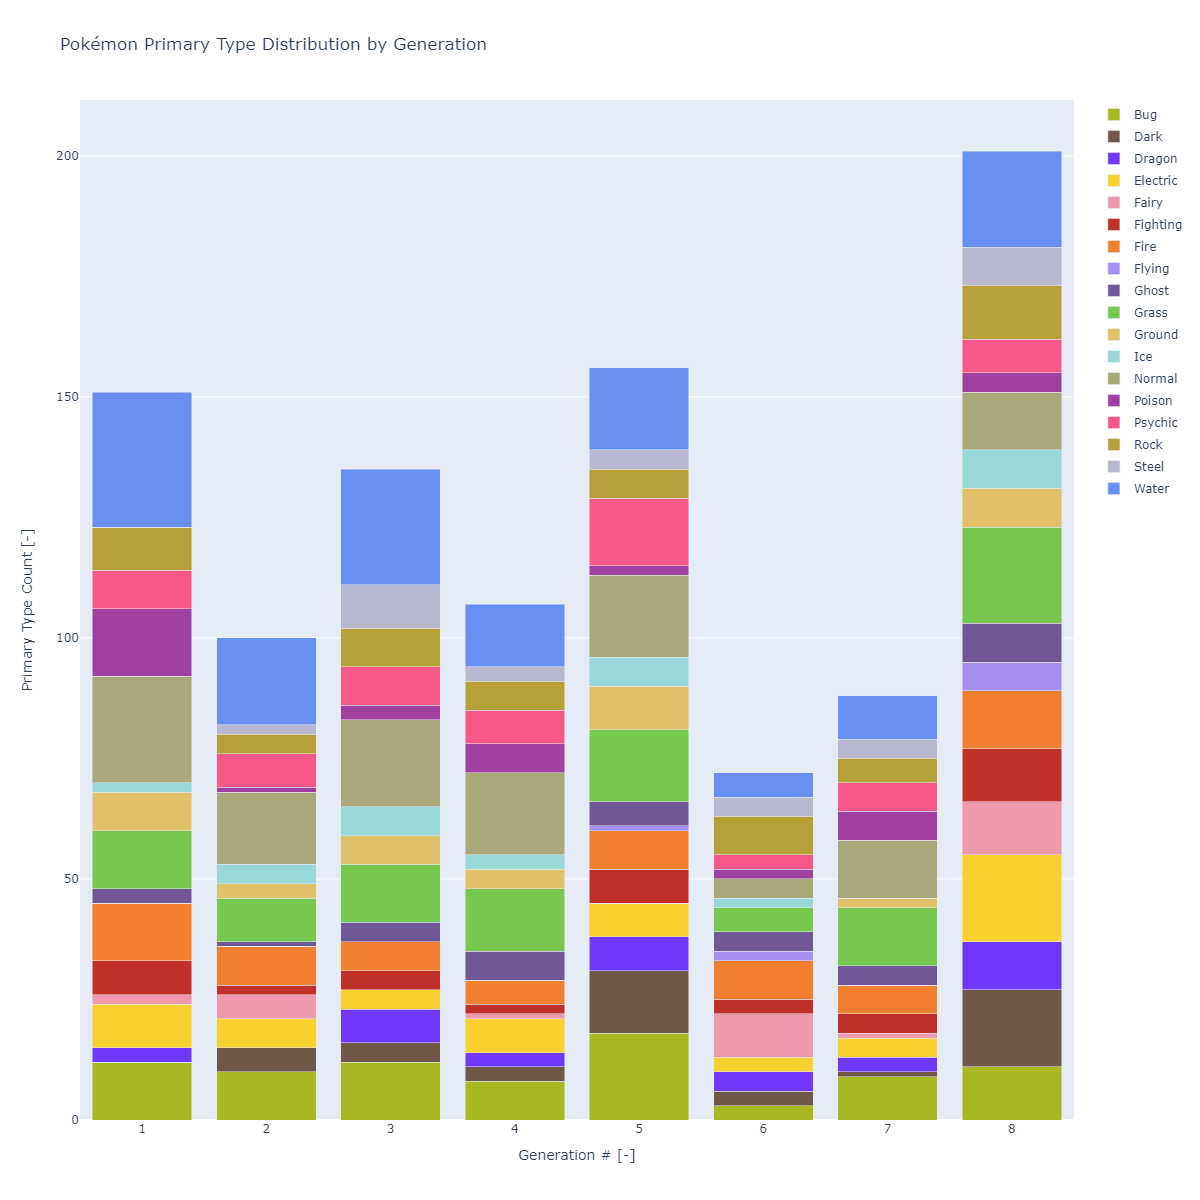 Pokémon Primary Type Distribution by Generation
200
150
100
50
0
Primary Type Count [-]
1 2 3 4 5 6 7 8
Generation # [-]
Bug
Dark
Dragon
Electric
Fairy
Fighting
Fire
Flying
Ghost
Grass
Ground
Ice
Normal
Poison
Psychic
Rock
Steel
Water